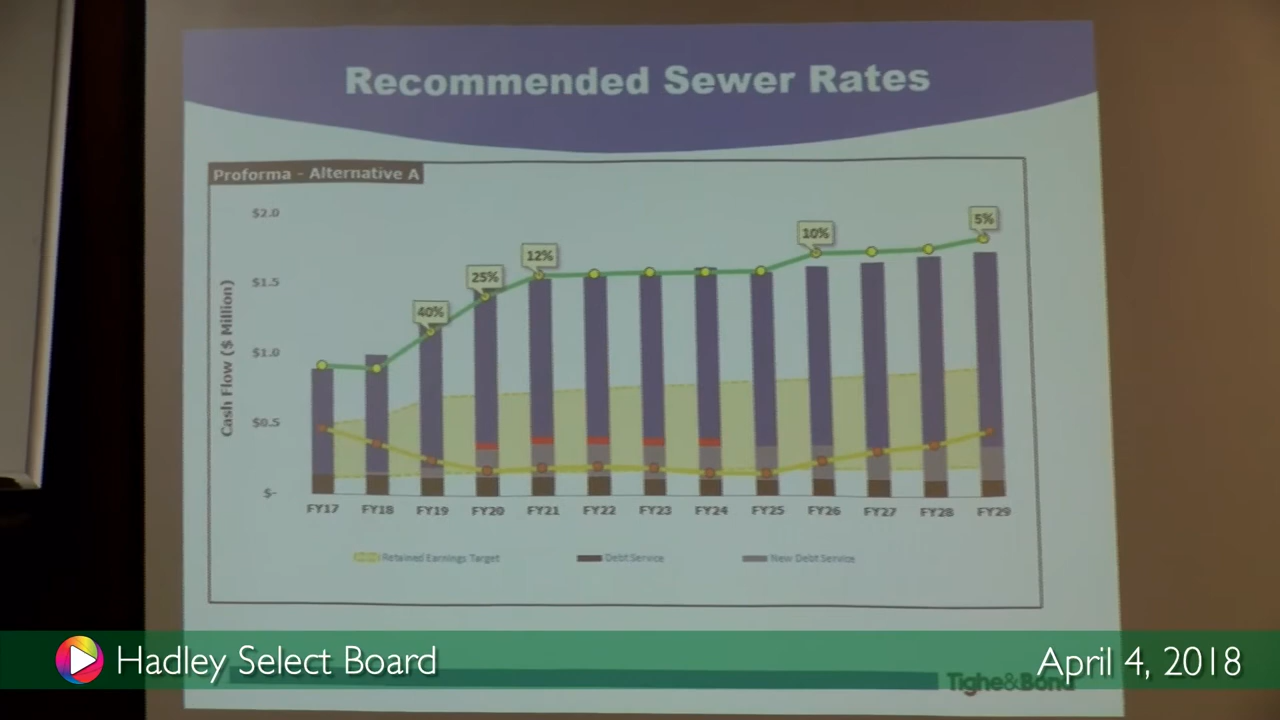 Recommended Sewer Rates
Proforma - Alternative A
Cash Flow ($ Million)
$2.0
$1.5
$1.0
$0.5
$-
40%
25%
12%
10%
5%
FY17 FY18 FY19 FY20 FY21 FY22 FY23 FY24 FY25 FY26 FY27 FY28 FY29
Retained Earnings Target Debt Service New Debt Service
Hadley Select Board
April 4, 2018
Tighe&Bond